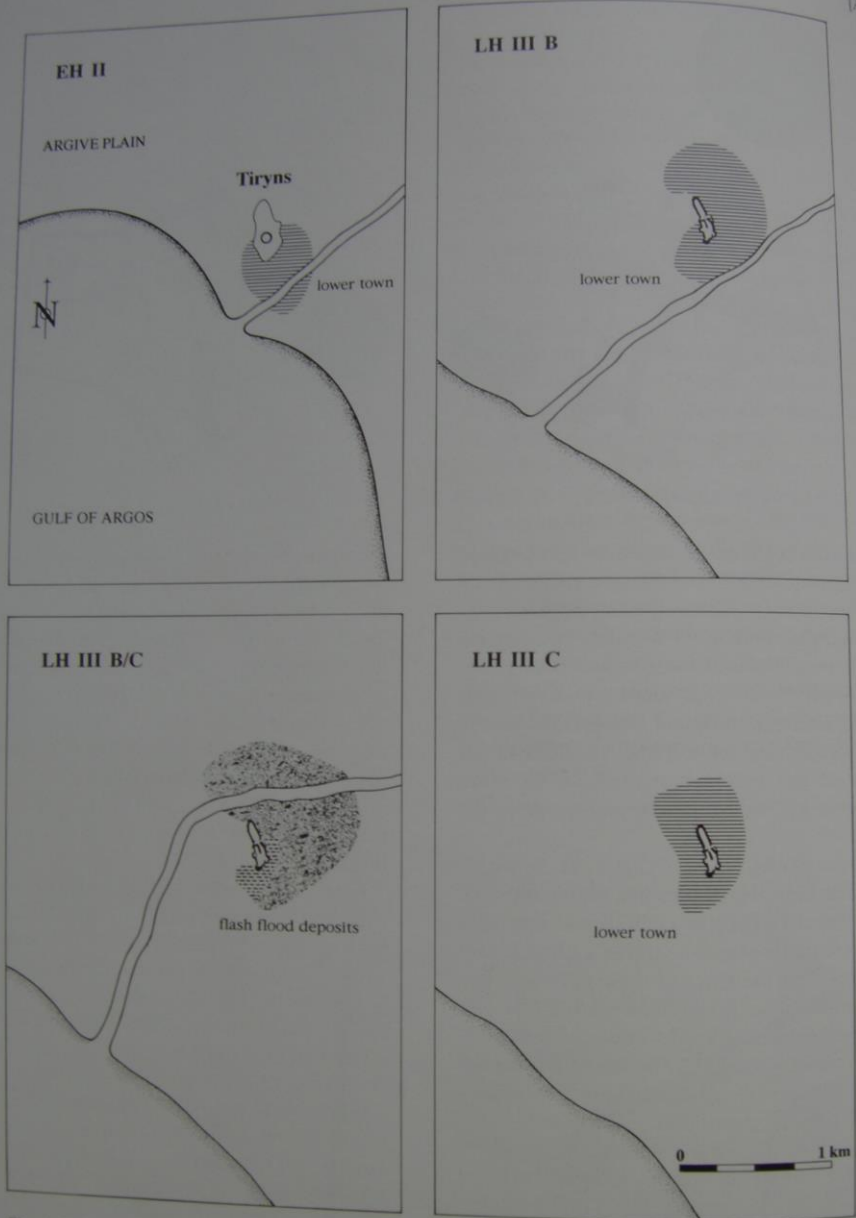 EH II
ARGIVE PLAIN
Tiryns
lower town
N
GULF OF ARGOS
LH III B
lower town
LH III B/C
flash flood deposits
LH III C
lower town
0 1 km